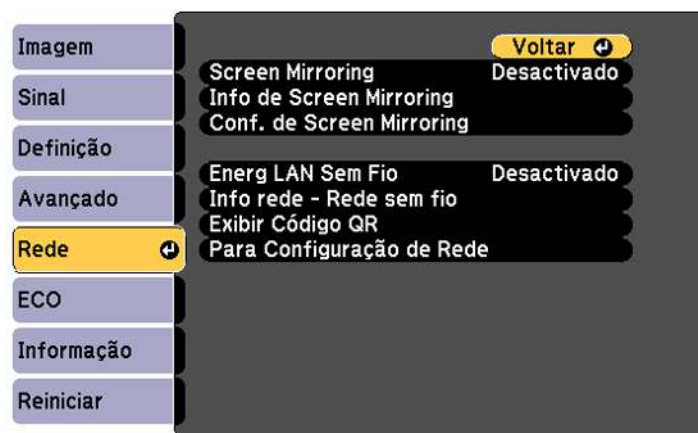 Imagem
Sinal
Definição
Avançado
Rede
ECO
Informação
Reiniciar
Voltar
Screen Mirroring Desactivado
Info de Screen Mirroring
Conf. de Screen Mirroring
Energ LAN Sem Fio Desactivado
Info rede - Rede sem fio
Exibir Código QR
Para Configuração de Rede